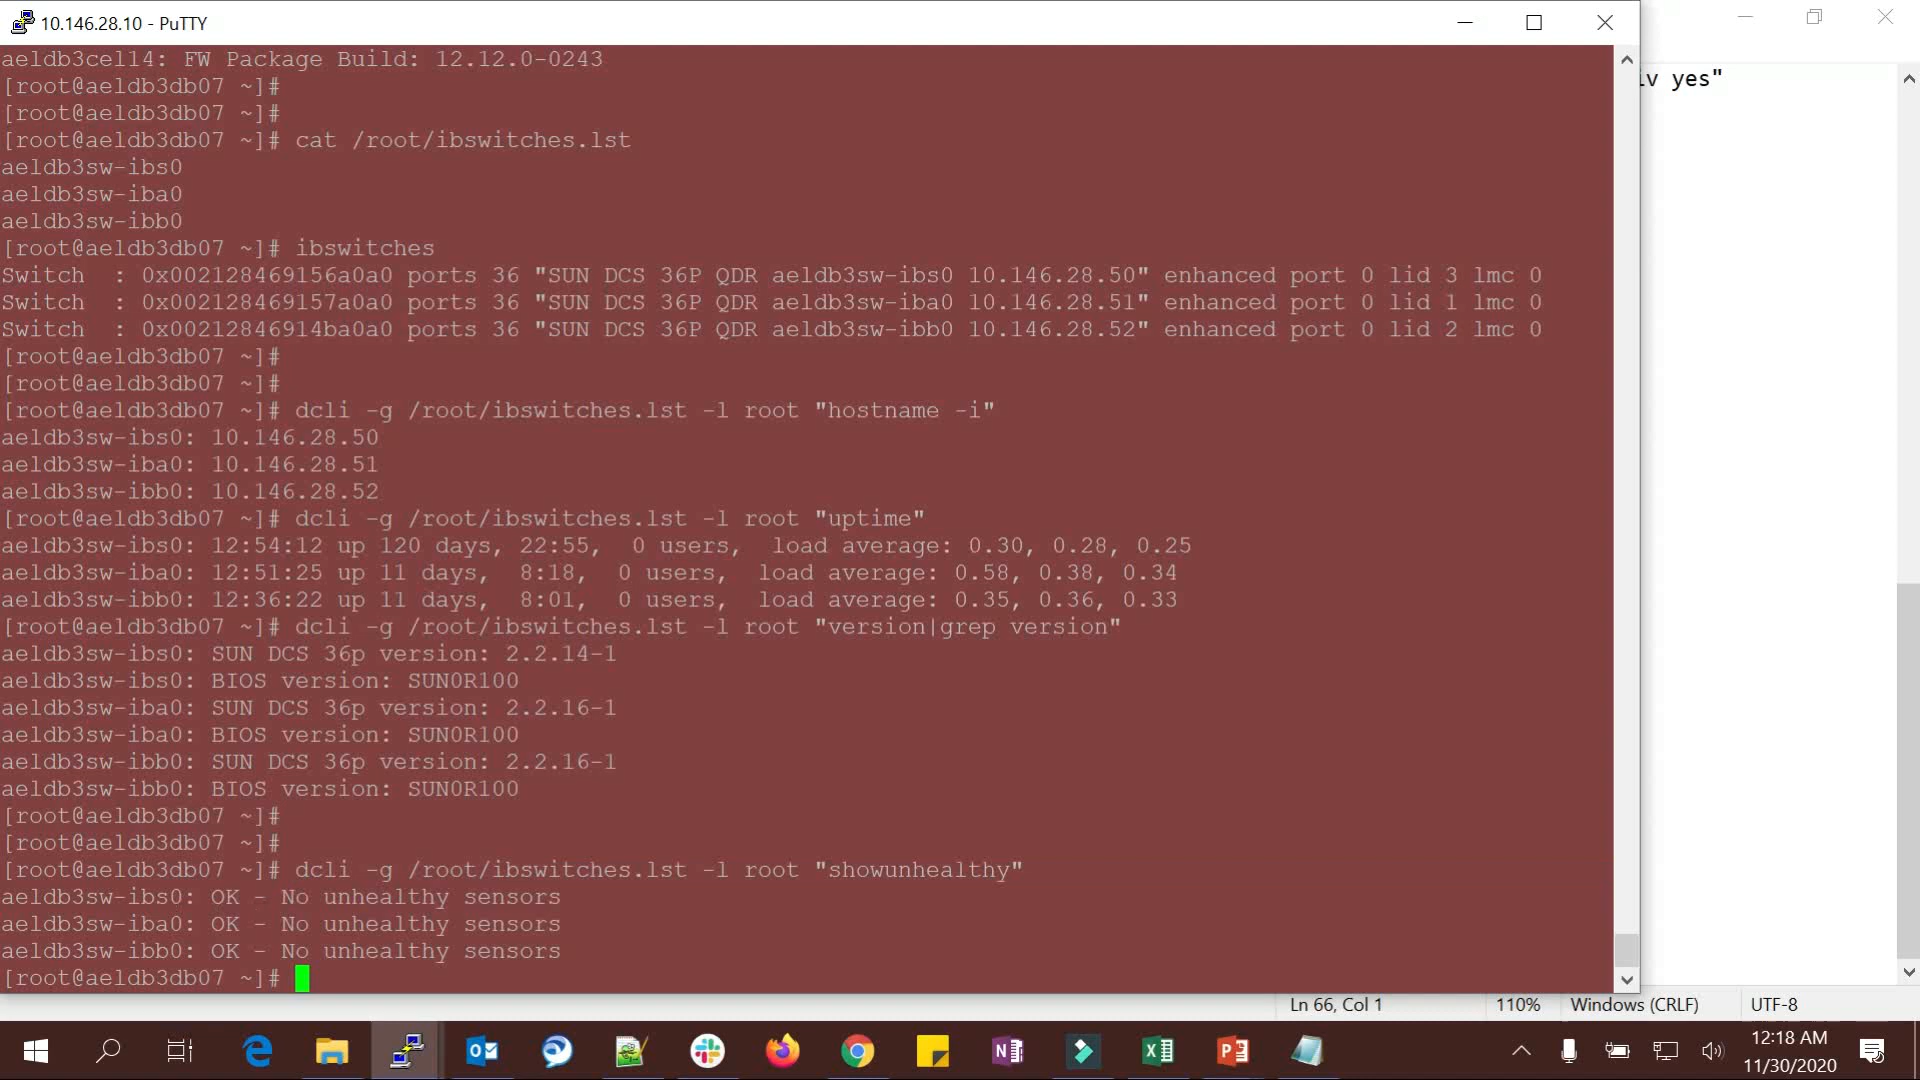 10.146.28.10 - PuTTY
aeldb3cel14: FW Package Build: 12.12.0-0243
[root@aeldb3db07 ~]#
[root@aeldb3db07 ~]#
[root@aeldb3db07 ~]# cat /root/ibswitches.lst
aeldb3sw-ibs0
aeldb3sw-iba0
aeldb3sw-ibb0
[root@aeldb3db07 ~]# ibswitches
Switch  : 0x002128469156a0a0 ports 36 "SUN DCS 36P QDR aeldb3sw-ibs0 10.146.28.50" enhanced port 0 lid 3 lmc 0
Switch  : 0x002128469157a0a0 ports 36 "SUN DCS 36P QDR aeldb3sw-iba0 10.146.28.51" enhanced port 0 lid 1 lmc 0
Switch  : 0x00212846914ba0a0 ports 36 "SUN DCS 36P QDR aeldb3sw-ibb0 10.146.28.52" enhanced port 0 lid 2 lmc 0
[root@aeldb3db07 ~]#
[root@aeldb3db07 ~]#
[root@aeldb3db07 ~]# dcli -g /root/ibswitches.lst -l root "hostname -i"
aeldb3sw-ibs0: 10.146.28.50
aeldb3sw-iba0: 10.146.28.51
aeldb3sw-ibb0: 10.146.28.52
[root@aeldb3db07 ~]# dcli -g /root/ibswitches.lst -l root "uptime"
aeldb3sw-ibs0: 12:54:12 up 120 days, 22:55,  0 users,  load average: 0.30, 0.28, 0.25
aeldb3sw-iba0: 12:51:25 up 11 days,  8:18,  0 users,  load average: 0.58, 0.38, 0.34
aeldb3sw-ibb0: 12:36:22 up 11 days,  8:01,  0 users,  load average: 0.35, 0.36, 0.33
[root@aeldb3db07 ~]# dcli -g /root/ibswitches.lst -l root "version|grep version"
aeldb3sw-ibs0: SUN DCS 36p version: 2.2.14-1
aeldb3sw-ibs0: BIOS version: SUN0R100
aeldb3sw-iba0: SUN DCS 36p version: 2.2.16-1
aeldb3sw-iba0: BIOS version: SUN0R100
aeldb3sw-ibb0: SUN DCS 36p version: 2.2.16-1
aeldb3sw-ibb0: BIOS version: SUN0R100
[root@aeldb3db07 ~]#
[root@aeldb3db07 ~]#
[root@aeldb3db07 ~]# dcli -g /root/ibswitches.lst -l root "showunhealthy"
aeldb3sw-ibs0: OK - No unhealthy sensors
aeldb3sw-iba0: OK - No unhealthy sensors
aeldb3sw-ibb0: OK - No unhealthy sensors
[root@aeldb3db07 ~]#
iv yes"
Ln 66, Col 1 110% Windows (CRLF) UTF-8
12:18 AM
11/30/2020